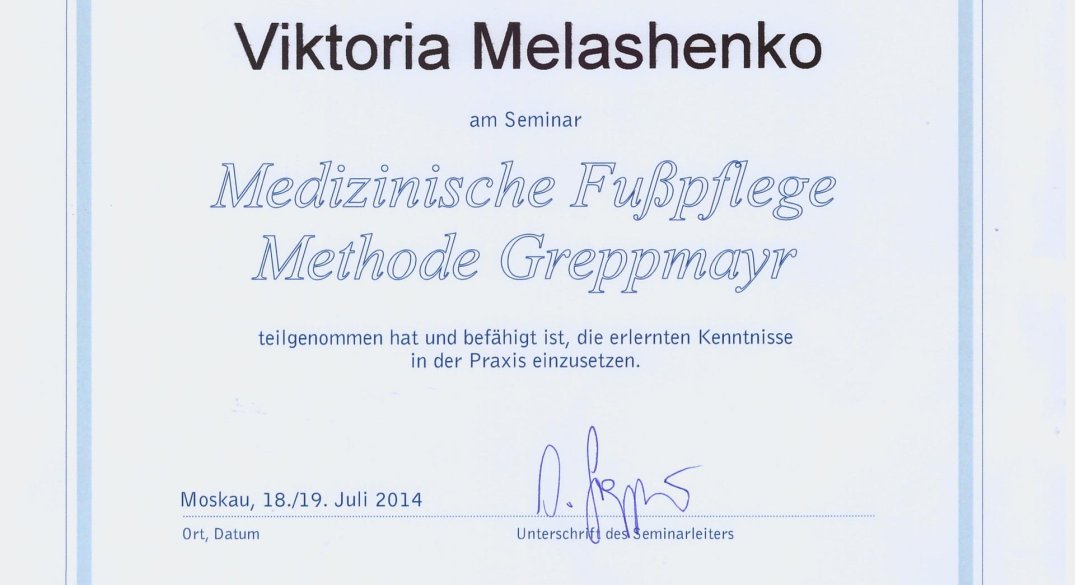 Viktoria Melashenko
am Seminar
Medizinische Fußpflege
Methode Greppmayr
teilgenommen hat und befähigt ist, die erlernten Kenntnisse
in der Praxis einzusetzen.
Moskau, 18./19. Juli 2014
Ort, Datum
Unterschrift des Seminarleiters